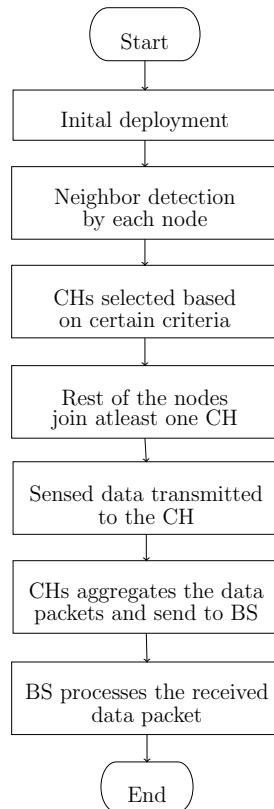 Start
Inital deployment
Neighbor detection
by each node
CHs selected based
on certain criteria
Rest of the nodes
join atleast one CH
Sensed data transmitted
to the CH
CHs aggregates the data
packets and send to BS
BS processes the received
data packet
End